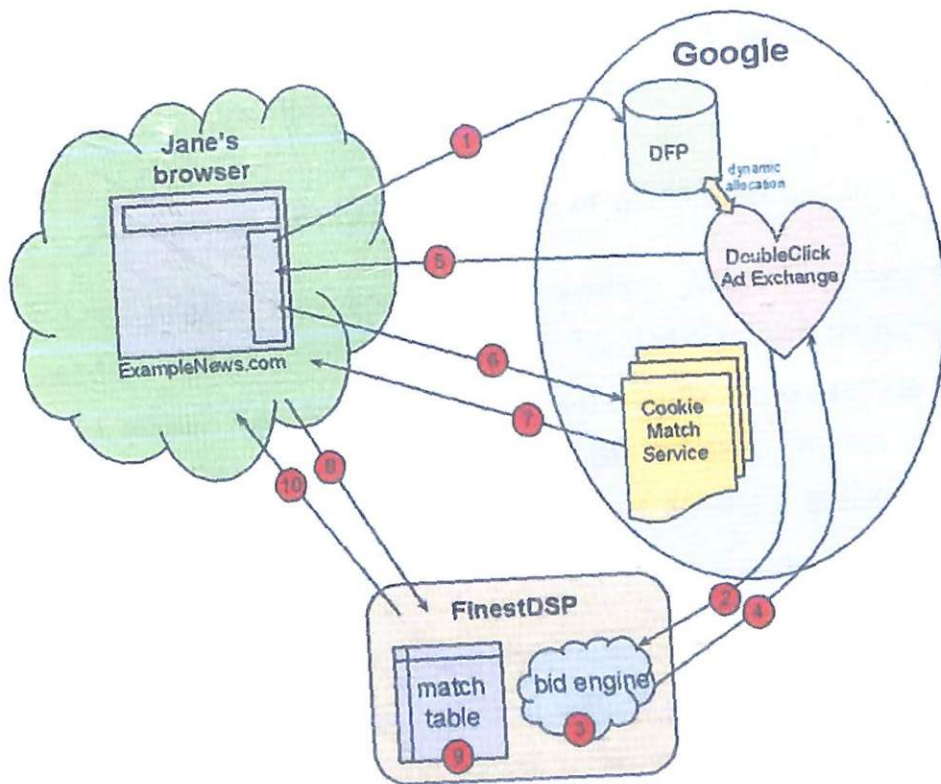 Google
Jane's
browser
1
DFP
dynamic
allocation
5
DoubleClick
Ad Exchange
ExampleNews.com
6
7
Cookie
Match
Service
8
10
2
4
FinestDSP
match
table
9
bid engine
3